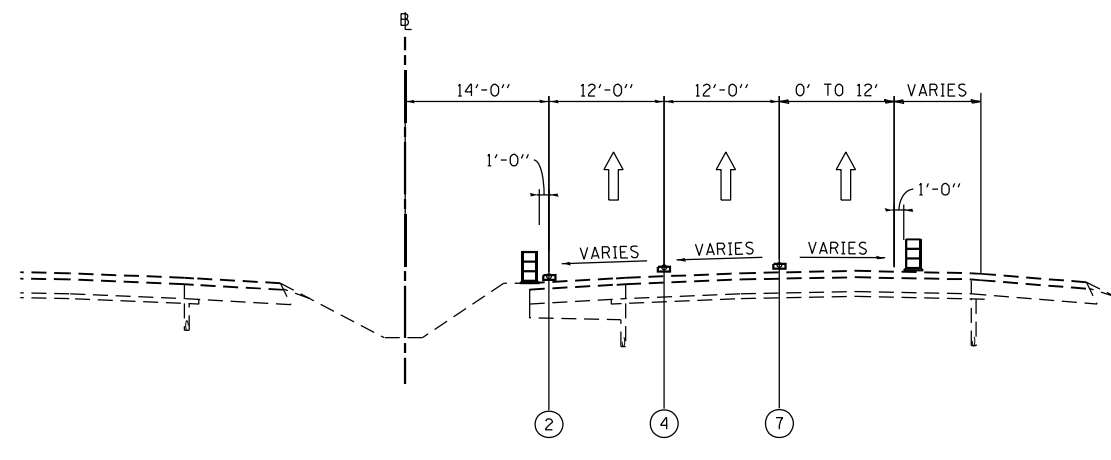 ℄
14'-0" 12'-0" 12'-0" 0' TO 12' VARIES
1'-0"
1'-0"
VARIES VARIES VARIES
2 4 7